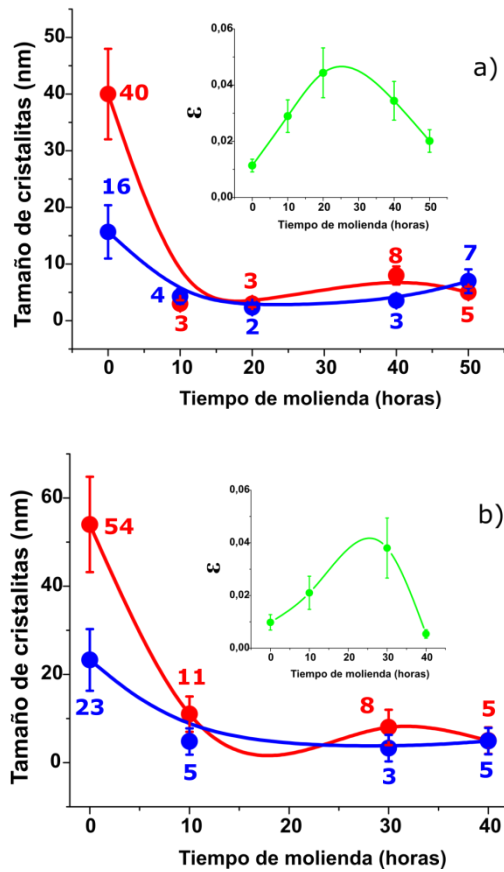 a)
Tamaño de cristalitas (nm)
50
40
30
20
10
0
40
16
4
3
3
2
8
3
7
5
0 10 20 30 40 50
Tiempo de molienda (horas)
ε
0,06
0,04
0,02
0,00
0 10 20 30 40 50
Tiempo de molienda (horas)
b)
Tamaño de cristalitas (nm)
60
40
20
0
54
23
11
5
8
3
5
5
0 10 20 30 40
Tiempo de molienda (horas)
ε
0,06
0,04
0,02
0,00
0 10 20 30 40
Tiempo de molienda (horas)